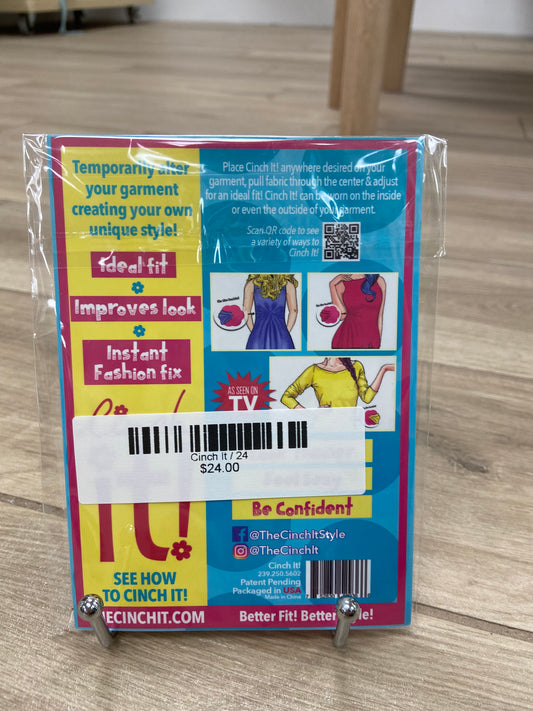 Temporarily alter
your garment
creating your own
unique style!
Ideal fit
Improves look
Instant
Fashion fix
It!
SEE HOW
TO CINCH IT!
THECINCHIT.COM
Place Cinch It! anywhere desired on your
garment, pull fabric through the center & adjust
for an ideal fit! Cinch It! can be worn on the inside
or even the outside of your garment.
Scan QR code to see
a variety of ways to
Cinch It!
AS SEEN ON
TV
Cinch It / 24
$24.00
Be Confident
@TheCinchItStyle
@TheCinchIt
Cinch It!
239.250.5602
Patent Pending
Packaged in USA
Made in China
Better Fit! Better Style!